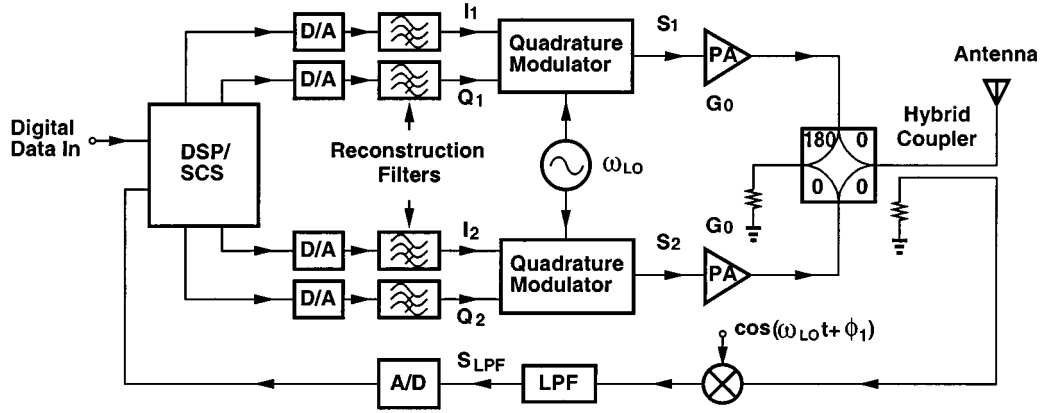 I1
D/A
Quadrature
Modulator
S1
PA
Antenna
D/A
Q1
G0
Hybrid
Coupler
Digital
Data In
DSP/
SCS
Reconstruction
Filters
ωLO
180 0
0 0
I2
G0
D/A
Quadrature
Modulator
S2
PA
D/A
Q2
cos(ωLOt+ϕ1)
SLPF
A/D
LPF